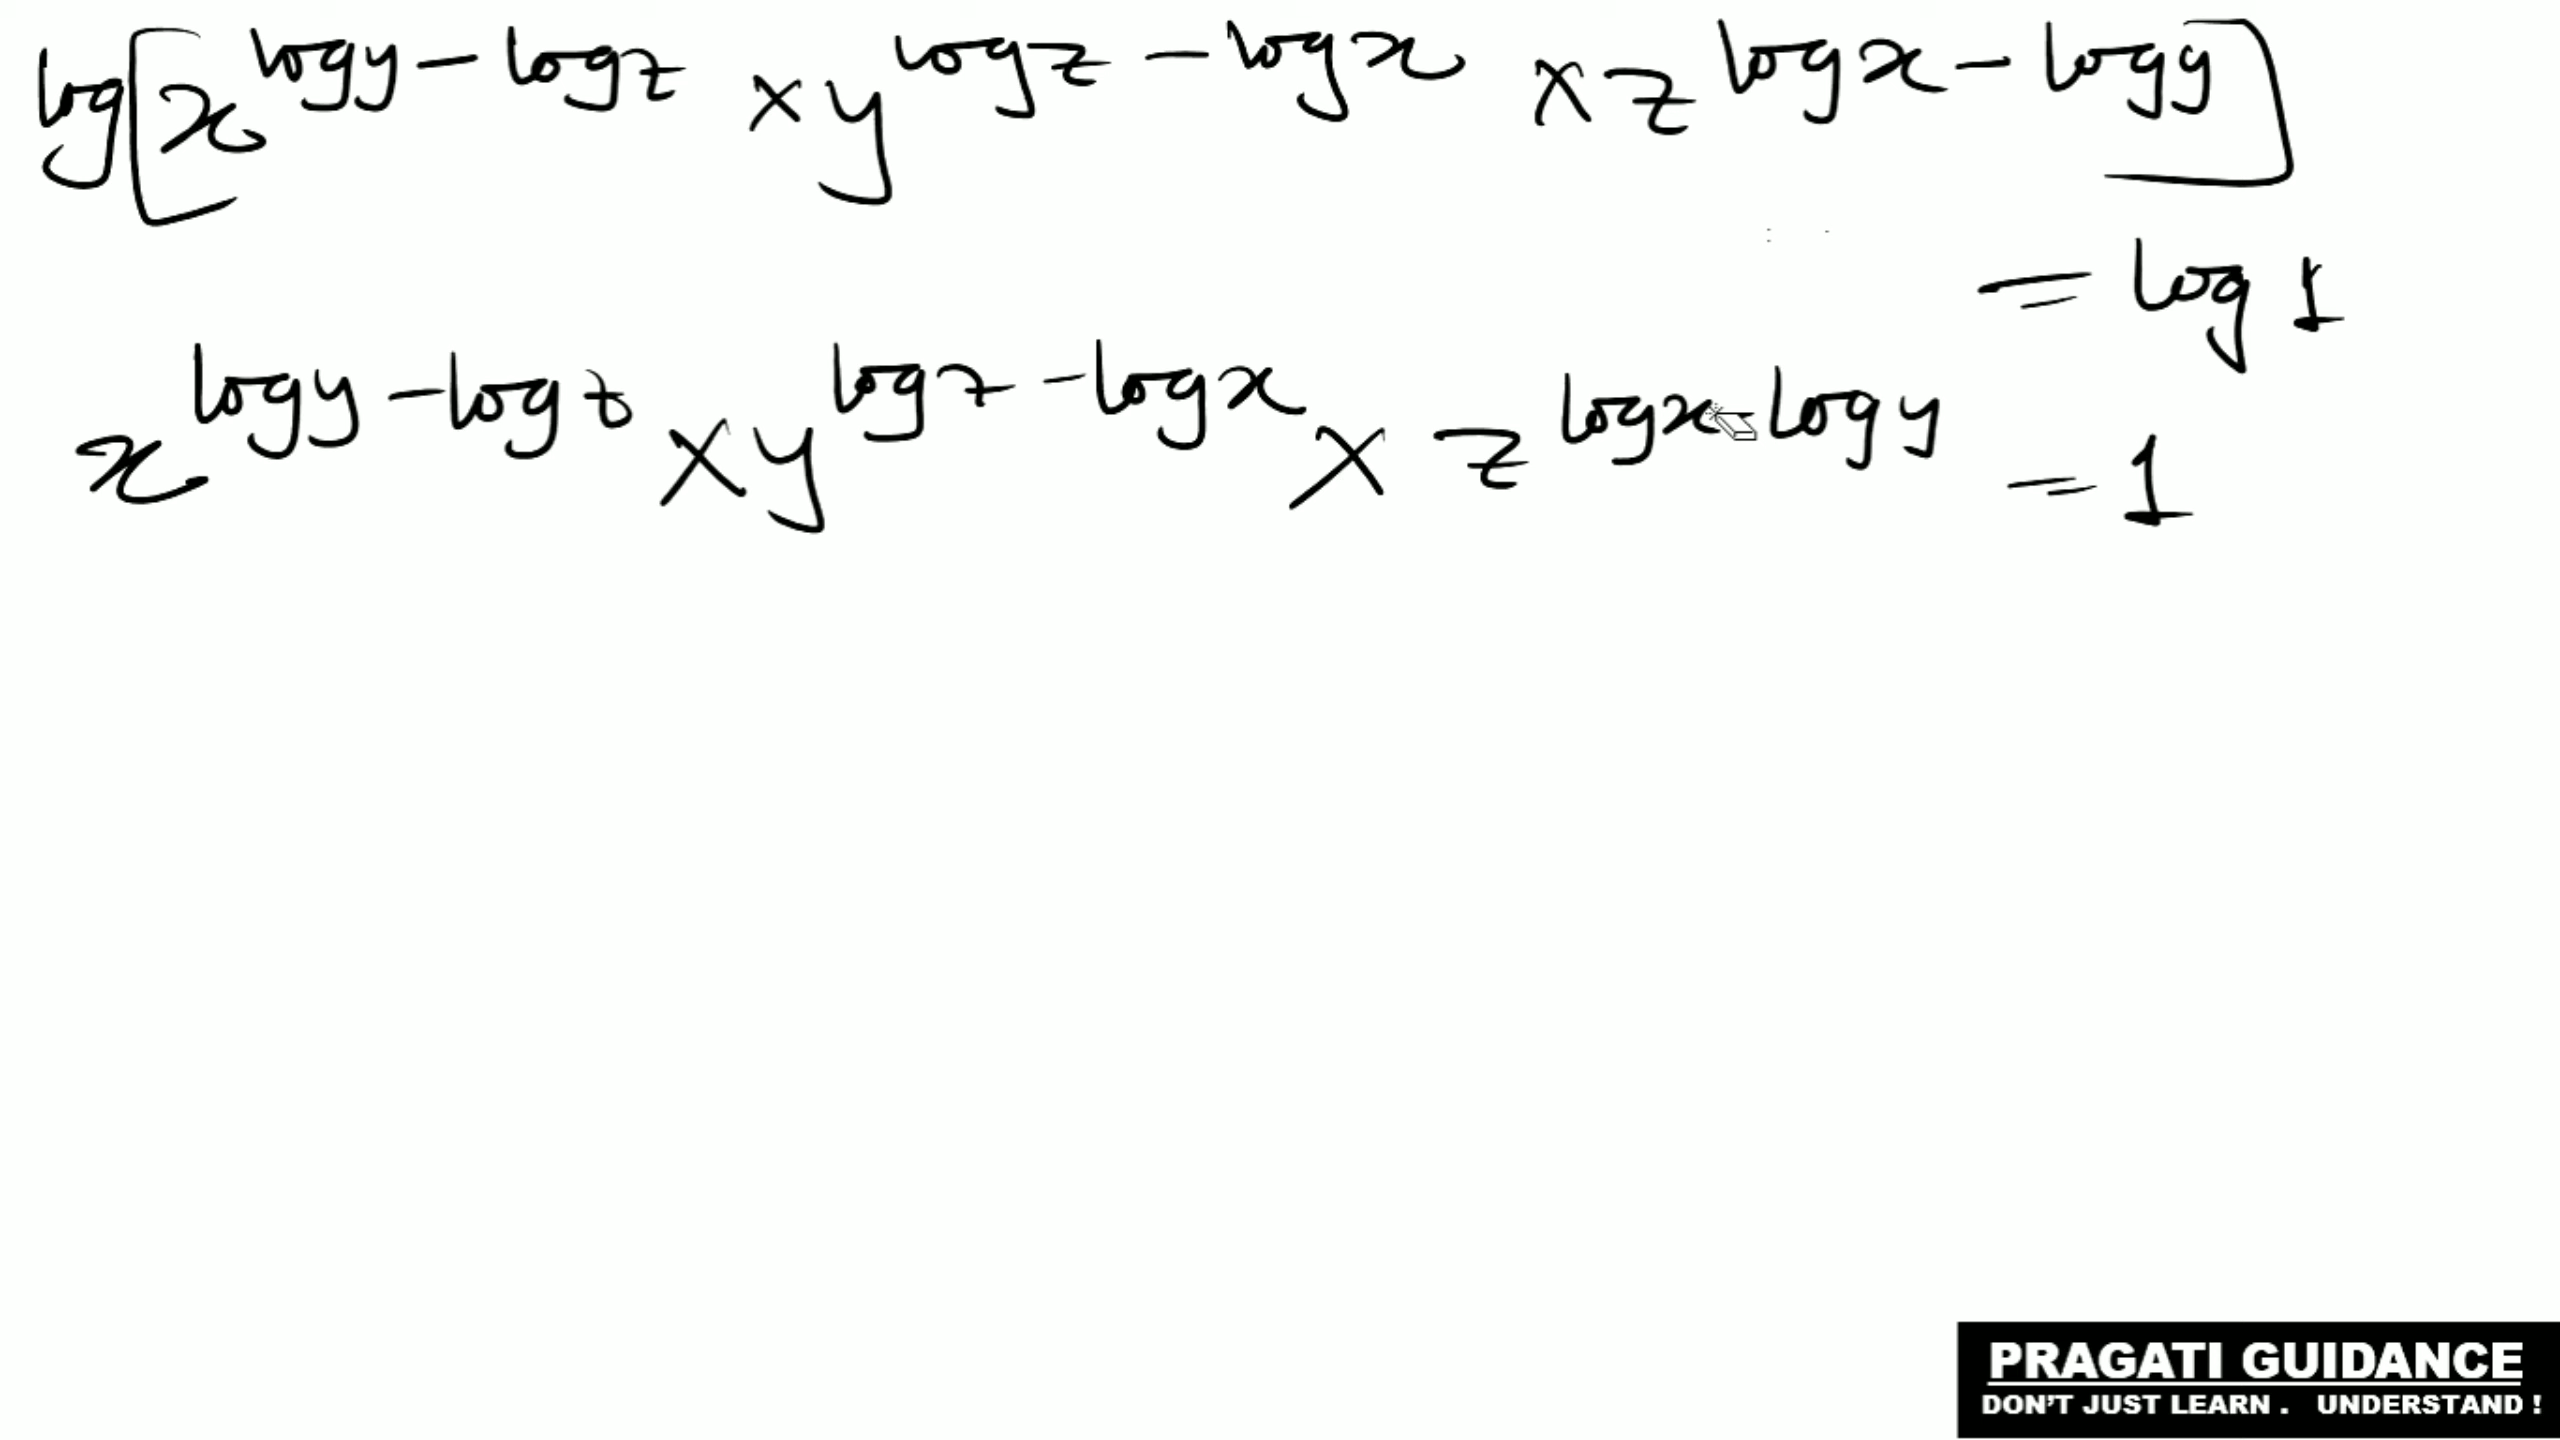 log[x^(logy - logz) × y^(logz - logx) × z^(logx - logy)]
= log 1
x^(logy - logz) × y^(logz - logx) × z^(logx - logy) = 1
PRAGATI GUIDANCE
DON'T JUST LEARN . UNDERSTAND !